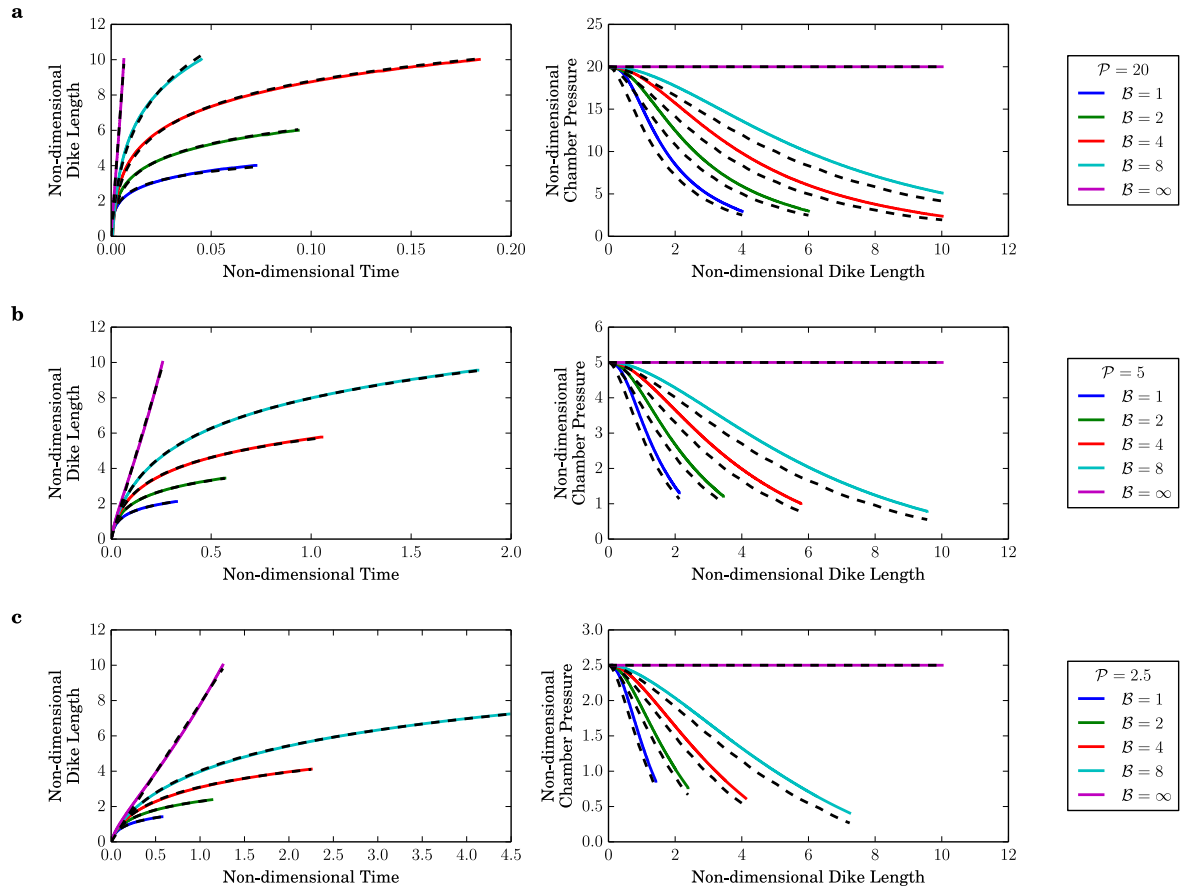 a
Non-dimensional
Dike Length
12
10
8
6
4
2
0
0.00
0.05
0.10
0.15
0.20
Non-dimensional Time
Non-dimensional
Chamber Pressure
25
20
15
10
5
0
0
2
4
6
8
10
12
Non-dimensional Dike Length
𝒫 = 20
ℬ = 1
ℬ = 2
ℬ = 4
ℬ = 8
ℬ = ∞
b
Non-dimensional
Dike Length
12
10
8
6
4
2
0
0.0
0.5
1.0
1.5
2.0
Non-dimensional Time
Non-dimensional
Chamber Pressure
6
5
4
3
2
1
0
0
2
4
6
8
10
12
Non-dimensional Dike Length
𝒫 = 5
ℬ = 1
ℬ = 2
ℬ = 4
ℬ = 8
ℬ = ∞
c
Non-dimensional
Dike Length
12
10
8
6
4
2
0
0.0
0.5
1.0
1.5
2.0
2.5
3.0
3.5
4.0
4.5
Non-dimensional Time
Non-dimensional
Chamber Pressure
3.0
2.5
2.0
1.5
1.0
0.5
0.0
0
2
4
6
8
10
12
Non-dimensional Dike Length
𝒫 = 2.5
ℬ = 1
ℬ = 2
ℬ = 4
ℬ = 8
ℬ = ∞